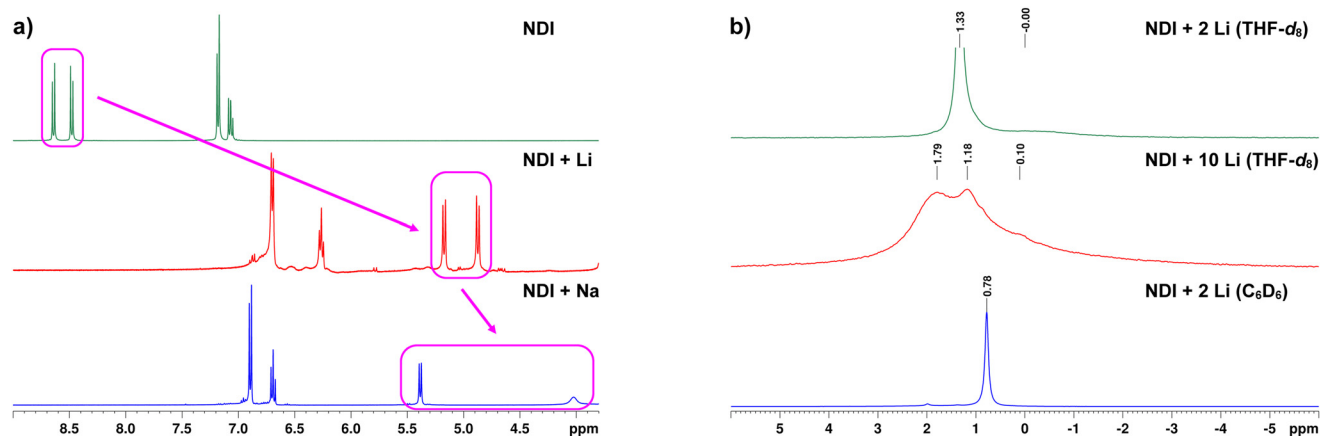 a)
NDI
NDI + Li
NDI + Na
8.5 8.0 7.5 7.0 6.5 6.0 5.5 5.0 4.5 ppm
b)
1.33
-0.00
NDI + 2 Li (THF-d8)
1.79
1.18
0.10
NDI + 10 Li (THF-d8)
0.78
NDI + 2 Li (C6D6)
5 4 3 2 1 0 -1 -2 -3 -4 -5 ppm